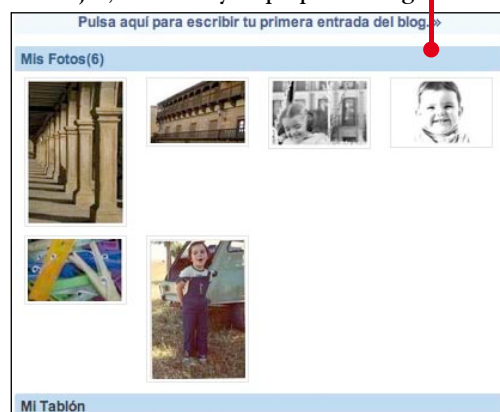 Pulsa aquí para escribir tu primera entrada del blog.»
Mis Fotos(6)
Mi Tablón